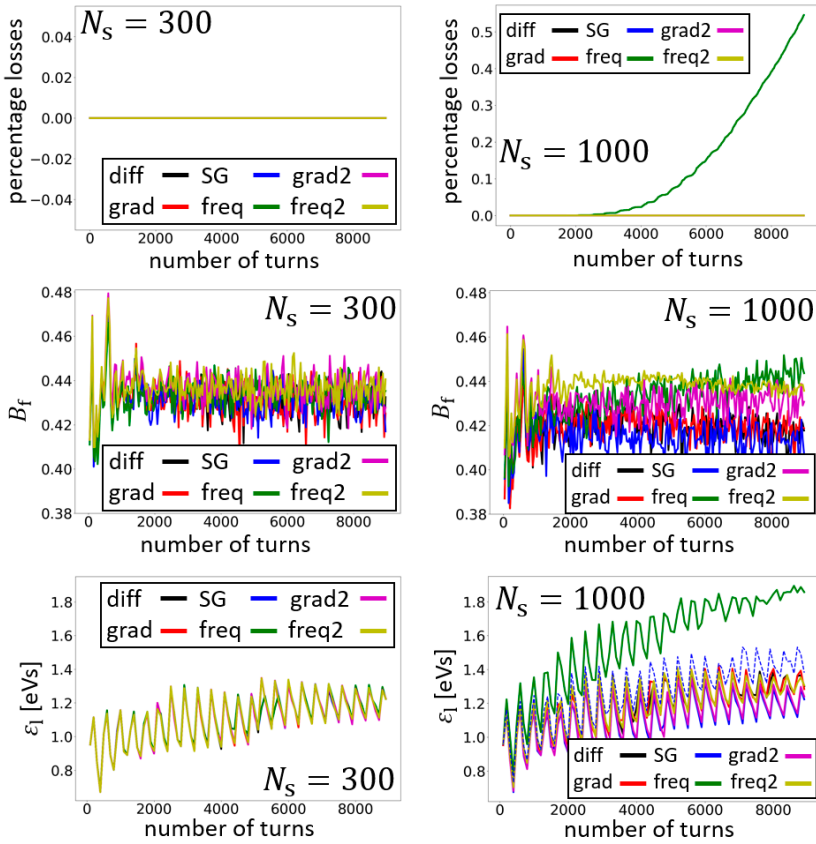 percentage losses
0.04
0.02
0.00
−0.02
−0.04
N_s = 300
diff SG grad2
grad freq freq2
0 2000 4000 6000 8000
number of turns
percentage losses
0.5
0.4
0.3
0.2
0.1
0.0
diff SG grad2
grad freq freq2
N_s = 1000
0 2000 4000 6000 8000
number of turns
B_f
0.48
0.46
0.44
0.42
0.40
0.38
N_s = 300
diff SG grad2
grad freq freq2
0 2000 4000 6000 8000
number of turns
B_f
0.48
0.46
0.44
0.42
0.40
0.38
N_s = 1000
diff SG grad2
grad freq freq2
0 2000 4000 6000 8000
number of turns
ε_l [eVs]
1.8
1.6
1.4
1.2
1.0
0.8
diff SG grad2
grad freq freq2
N_s = 300
0 2000 4000 6000 8000
number of turns
ε_l [eVs]
1.8
1.6
1.4
1.2
1.0
0.8
N_s = 1000
diff SG grad2
grad freq freq2
0 2000 4000 6000 8000
number of turns